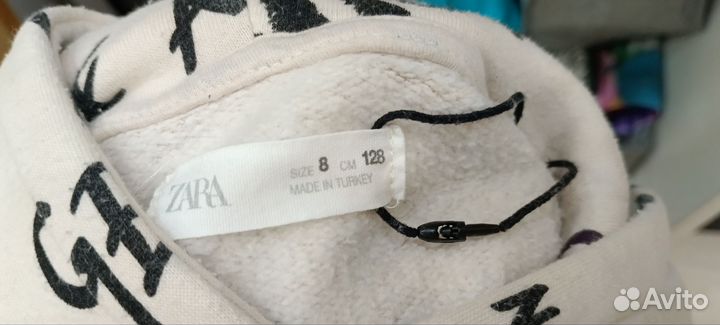 ZARA
SIZE 8 CM 128
MADE IN TURKEY
Avito